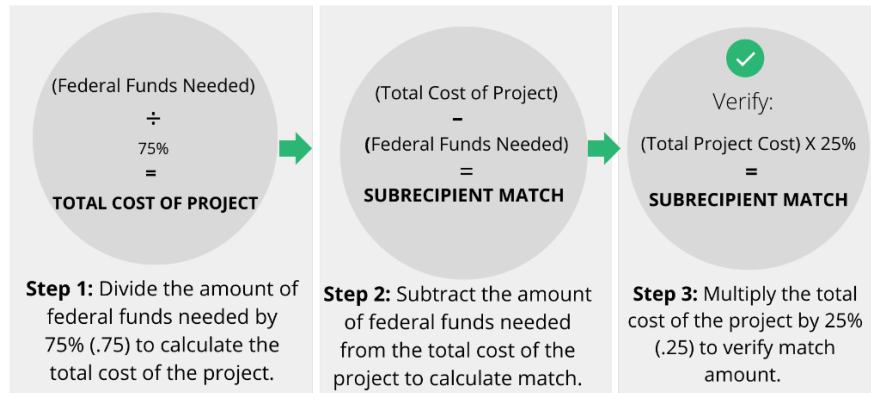 (Federal Funds Needed)
÷
75%
=
TOTAL COST OF PROJECT
Step 1: Divide the amount of
federal funds needed by
75% (.75) to calculate the
total cost of the project.
(Total Cost of Project)
–
(Federal Funds Needed)
=
SUBRECIPIENT MATCH
Step 2: Subtract the amount
of federal funds needed
from the total cost of the
project to calculate match.
Verify:
(Total Project Cost) X 25%
=
SUBRECIPIENT MATCH
Step 3: Multiply the total
cost of the project by 25%
(.25) to verify match
amount.